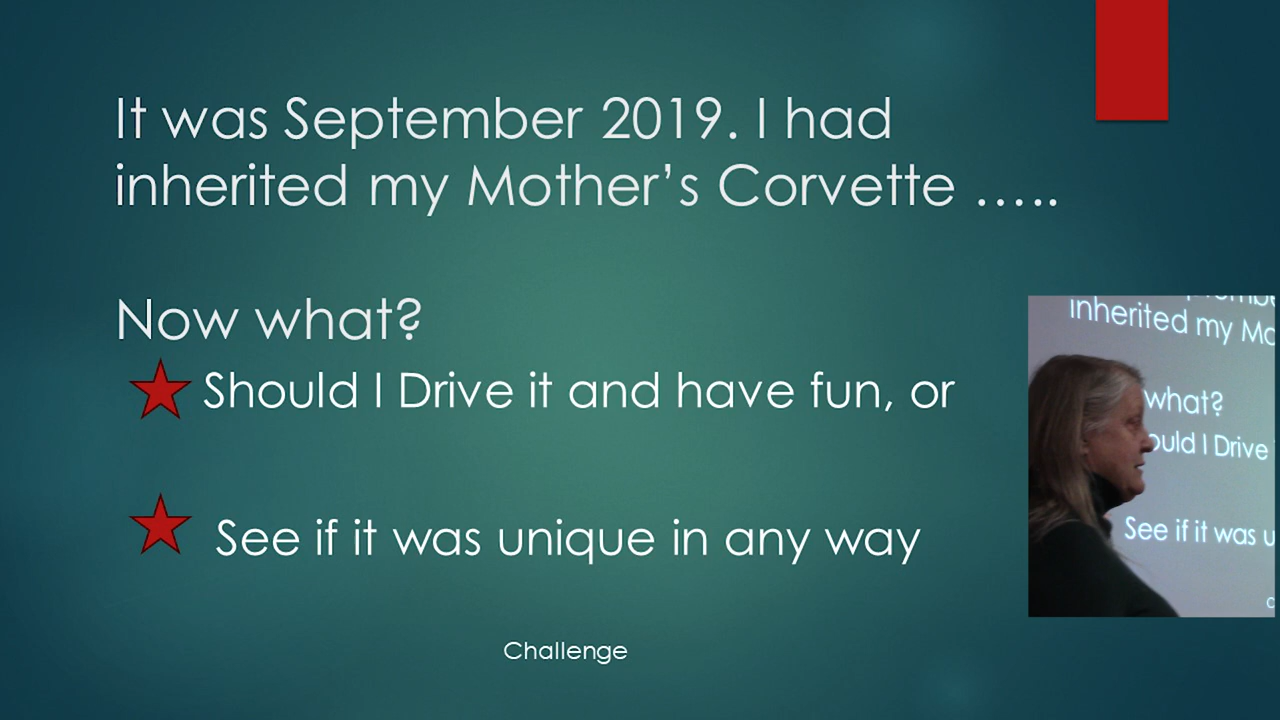 It was September 2019. I had
inherited my Mother’s Corvette …..
Now what?
Should I Drive it and have fun, or
See if it was unique in any way
Challenge
inherited my Mo
what?
ould I Drive
See if it was u